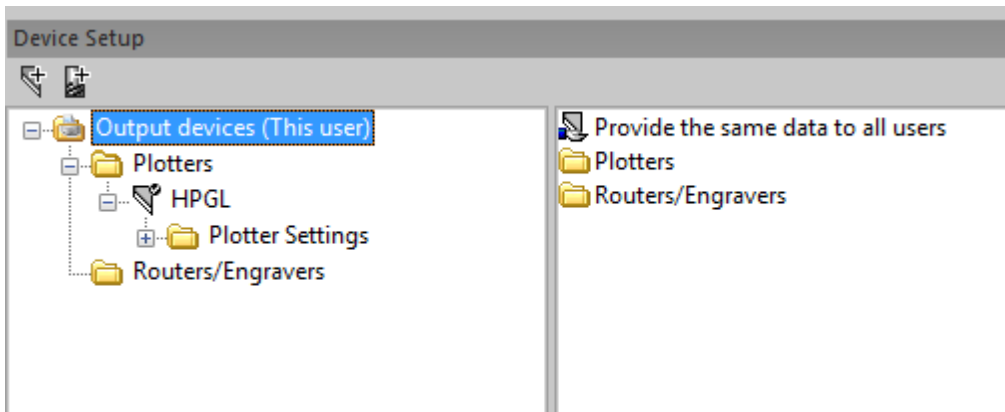 Device Setup
Output devices (This user)
Plotters
HPGL
Plotter Settings
Routers/Engravers
Provide the same data to all users
Plotters
Routers/Engravers